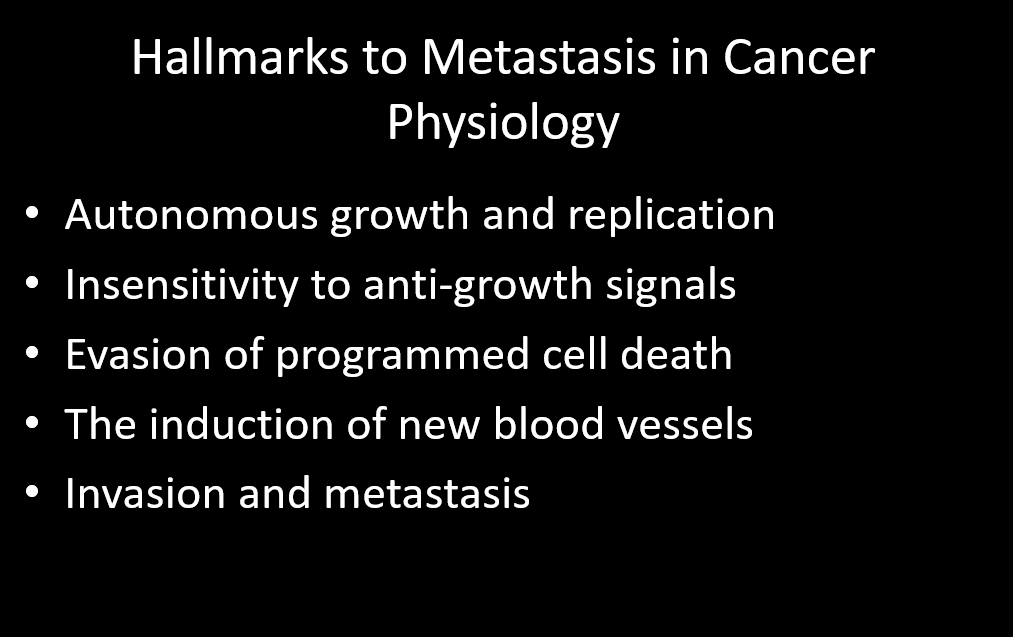 Hallmarks to Metastasis in Cancer
Physiology
• Autonomous growth and replication
• Insensitivity to anti-growth signals
• Evasion of programmed cell death
• The induction of new blood vessels
• Invasion and metastasis